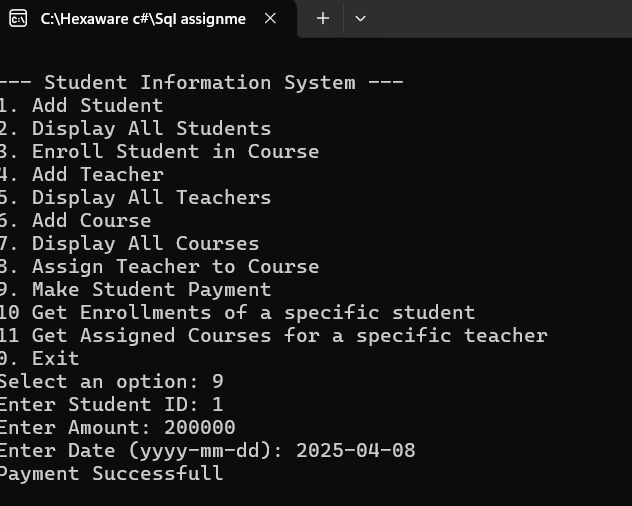 C:\Hexaware c#\Sql assignme
--- Student Information System ---
1. Add Student
2. Display All Students
3. Enroll Student in Course
4. Add Teacher
5. Display All Teachers
6. Add Course
7. Display All Courses
8. Assign Teacher to Course
9. Make Student Payment
10 Get Enrollments of a specific student
11 Get Assigned Courses for a specific teacher
0. Exit
Select an option: 9
Enter Student ID: 1
Enter Amount: 200000
Enter Date (yyyy-mm-dd): 2025-04-08
Payment Successfull